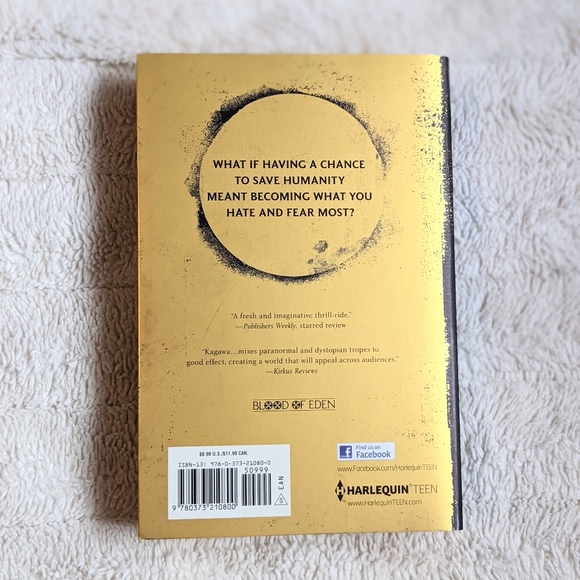 WHAT IF HAVING A CHANCE
TO SAVE HUMANITY
MEANT BECOMING WHAT YOU
HATE AND FEAR MOST?
"A fresh and imaginative thrill-ride."
—Publishers Weekly, starred review
"Kagawa…mixes paranormal and dystopian tropes to
good effect, creating a world that will appeal across audiences."
—Kirkus Reviews
BLOOD OF EDEN
$9.99 U.S./$11.99 CAN.
ISBN-13: 978-0-373-21080-0
50999
9 780373 210800
S
EAN
f
Find us on
Facebook
www.Facebook.com/HarlequinTEEN
HARLEQUIN® TEEN
www.HarlequinTeen.com